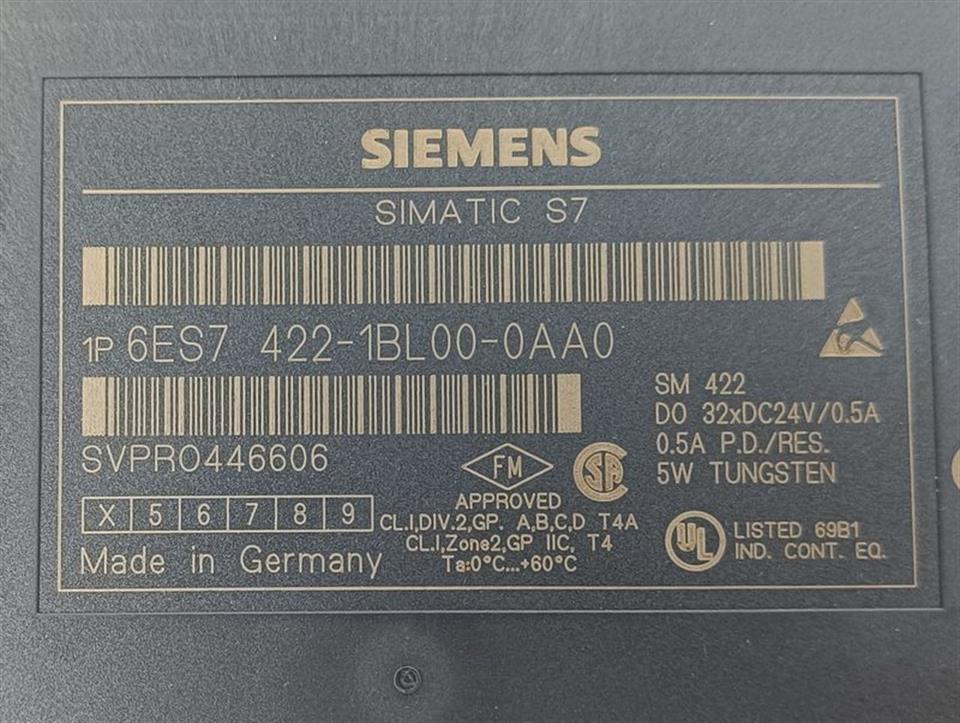 SIEMENS
SIMATIC S7
1P 6ES7 422-1BL00-0AA0
SM 422
DO 32xDC24V/0.5A
0.5A P.D./RES.
5W TUNGSTEN
SVPR0446606
FM
APPROVED
CL.I,DIV.2,GP. A,B,C,D T4A
CL.I,Zone2,GP IIC, T4
Ta:0°C...+60°C
SA
X 5 6 7 8 9
Made in Germany
UL
LISTED 69B1
IND. CONT. EQ.